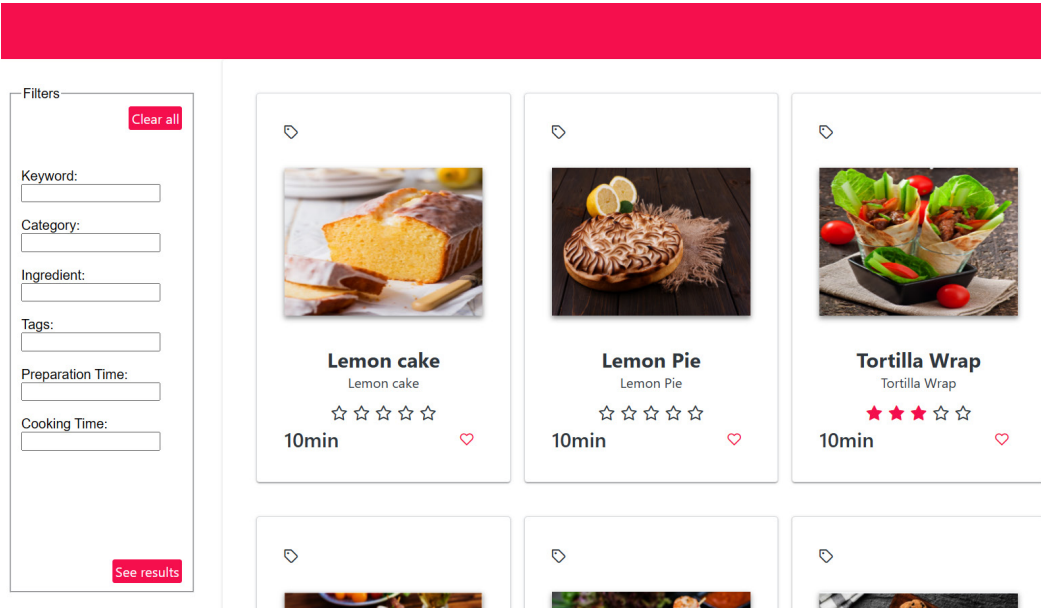 Filters
Clear all
Keyword:
Category:
Ingredient:
Tags:
Preparation Time:
Cooking Time:
See results
Lemon cake
Lemon cake
10min
Lemon Pie
Lemon Pie
10min
Tortilla Wrap
Tortilla Wrap
10min